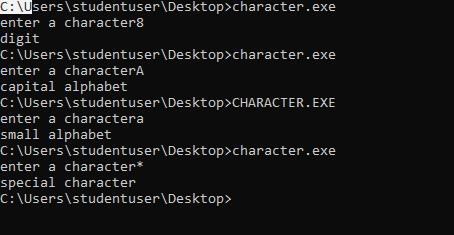 C:\Users\studentuser\Desktop>character.exe
enter a character8
digit
C:\Users\studentuser\Desktop>character.exe
enter a characterA
capital alphabet
C:\Users\studentuser\Desktop>CHARACTER.EXE
enter a charactera
small alphabet
C:\Users\studentuser\Desktop>character.exe
enter a character*
special character
C:\Users\studentuser\Desktop>